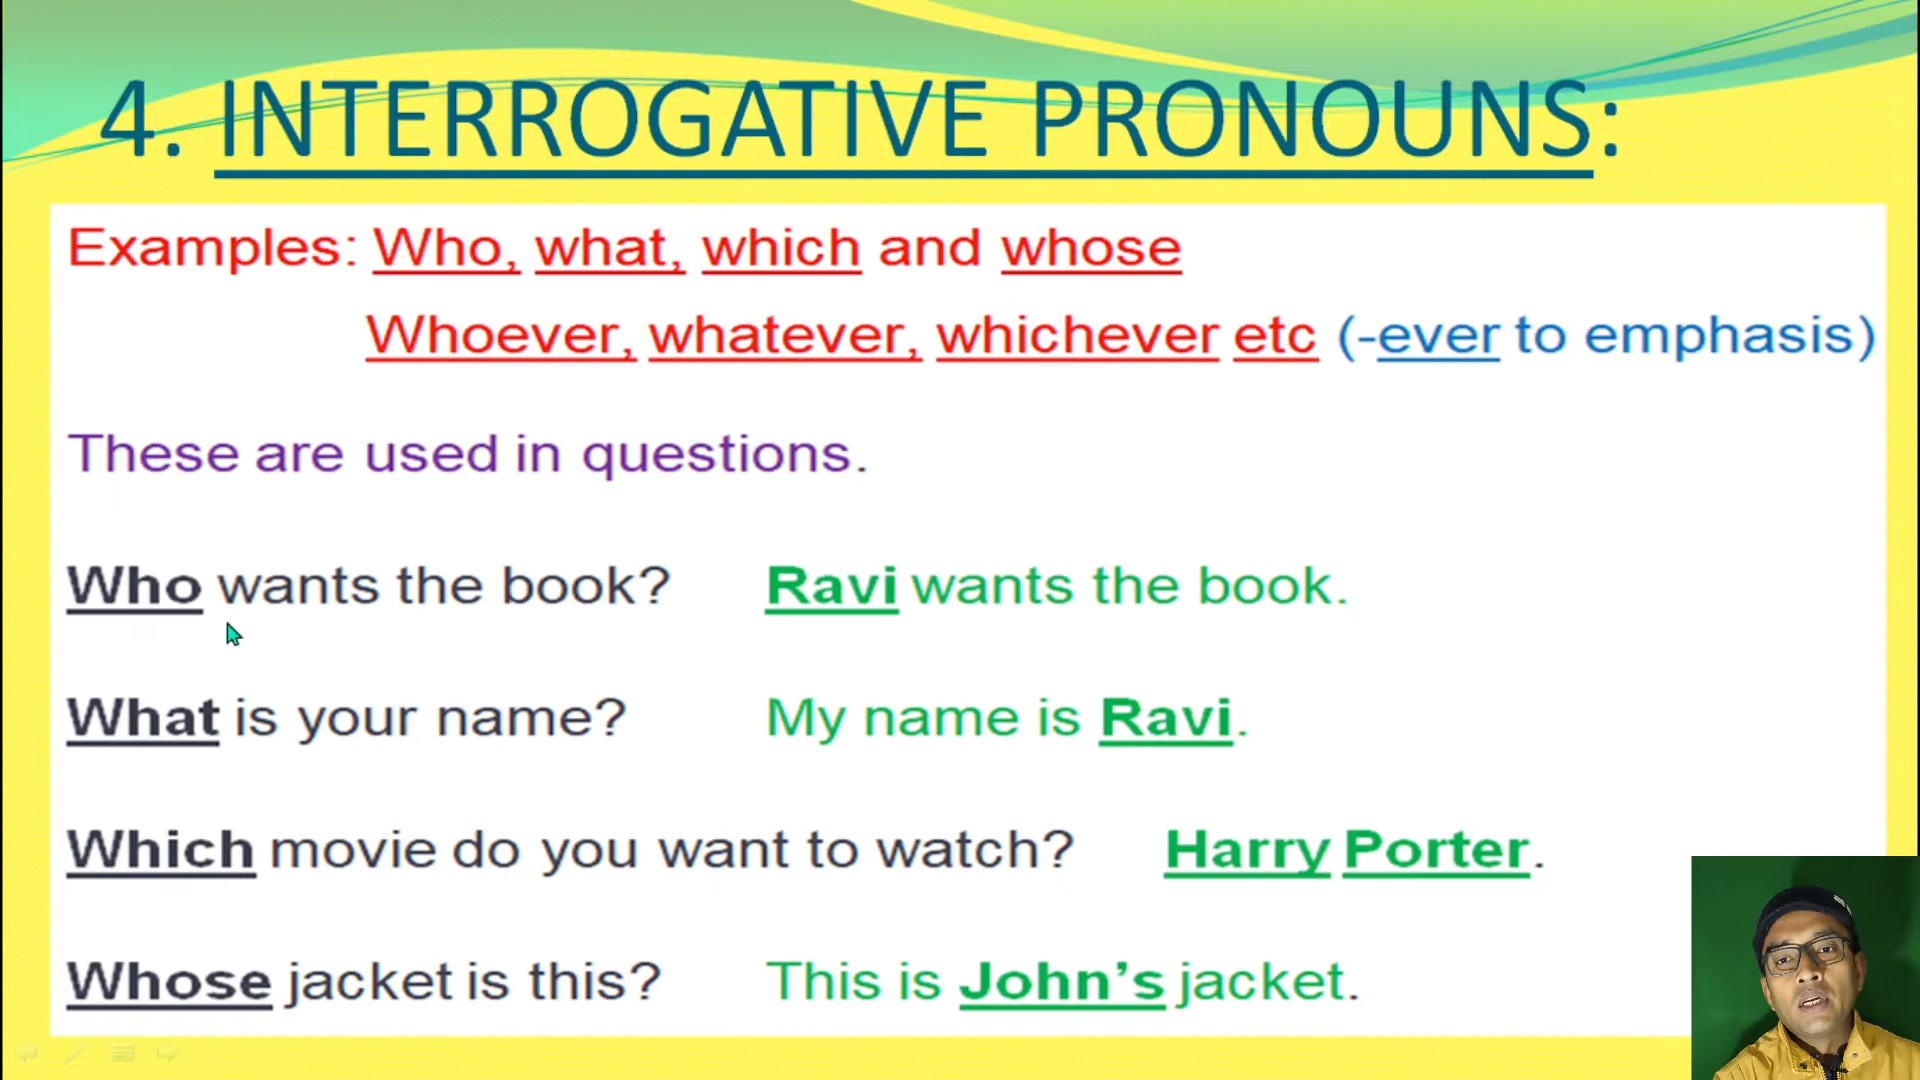 4. INTERROGATIVE PRONOUNS:
Examples: Who, what, which and whose
Whoever, whatever, whichever etc (-ever to emphasis)
These are used in questions.
Who wants the book? Ravi wants the book.
What is your name? My name is Ravi.
Which movie do you want to watch? Harry Porter.
Whose jacket is this? This is John’s jacket.